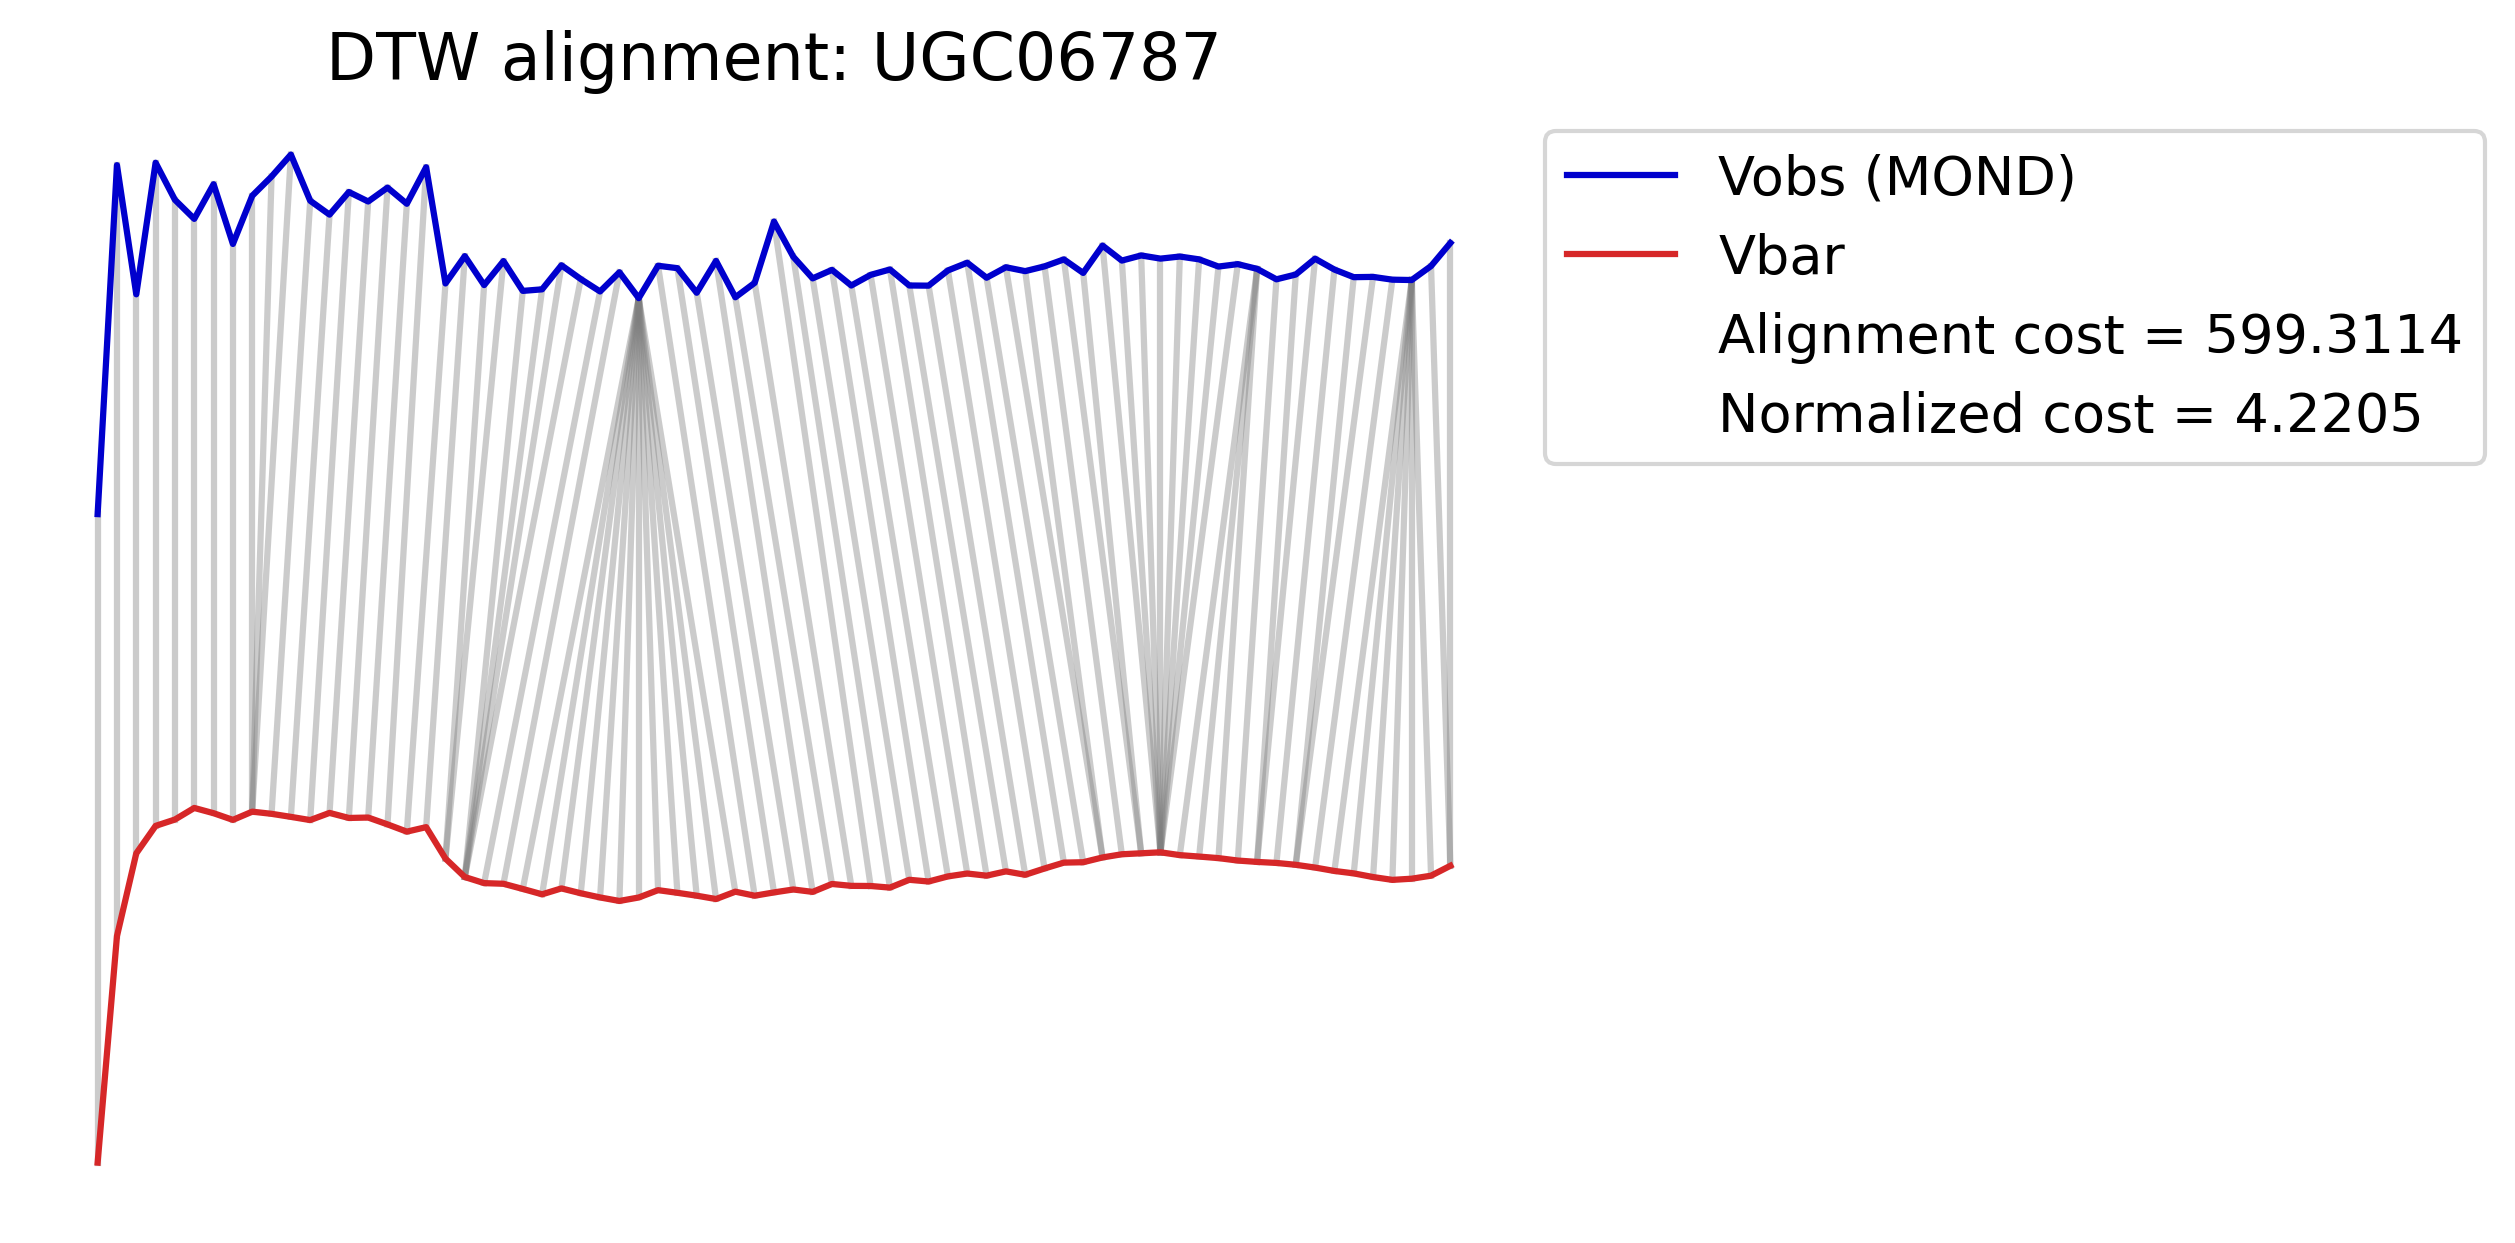 DTW alignment: UGC06787
Vobs (MOND)
Vbar
Alignment cost = 599.3114
Normalized cost = 4.2205